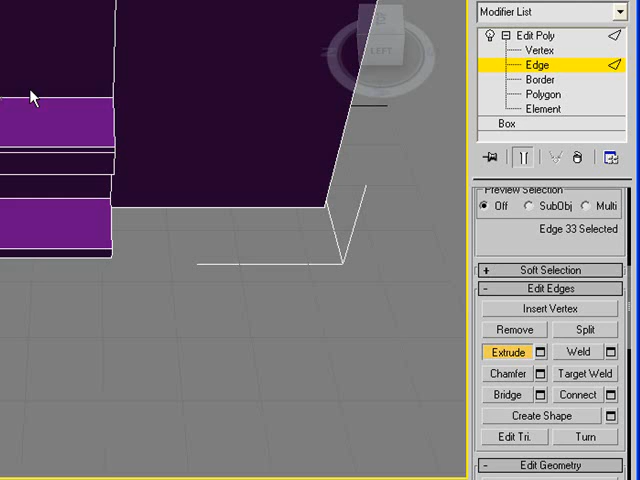 Modifier List
LEFT
Edit Poly
Vertex
Edge
Border
Polygon
Element
Box
Preview Selection
Off SubObj Multi
Edge 33 Selected
+ Soft Selection
- Edit Edges
Insert Vertex
Remove Split
Extrude Weld
Chamfer Target Weld
Bridge Connect
Create Shape
Edit Tri. Turn
- Edit Geometry